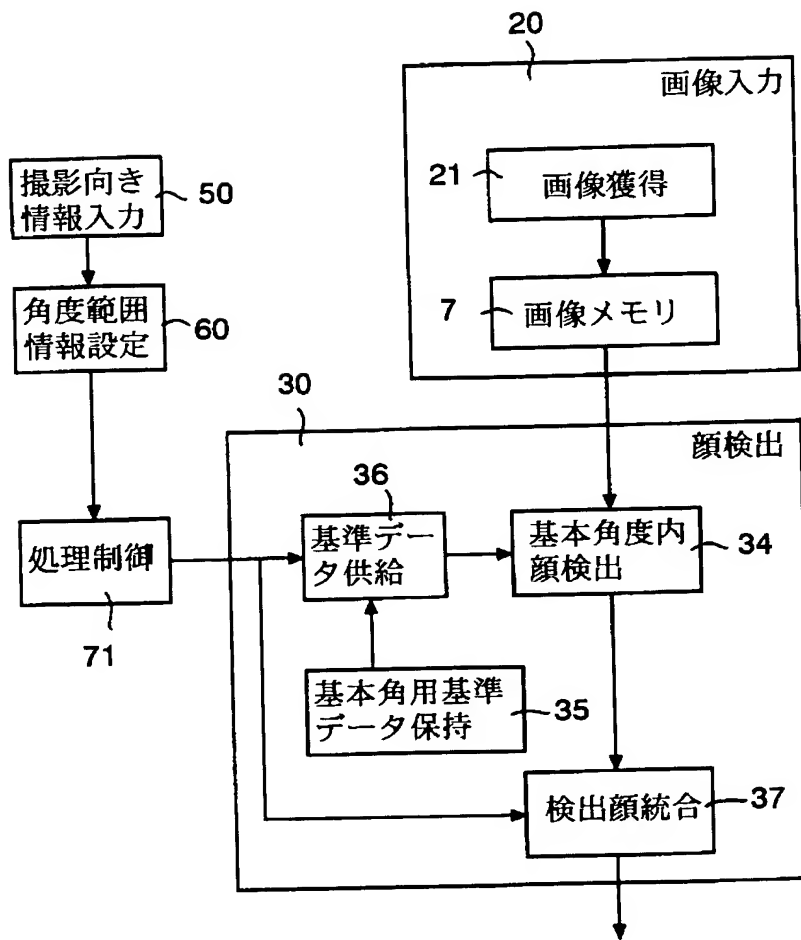 20
画像入力
21
画像獲得
7
画像メモリ
撮影向き
情報入力
50
角度範囲
情報設定
60
30
顔検出
処理制御
71
36
基準デー
タ供給
基本角度内
顔検出
34
基本角用基準
データ保持
35
検出顔統合
37